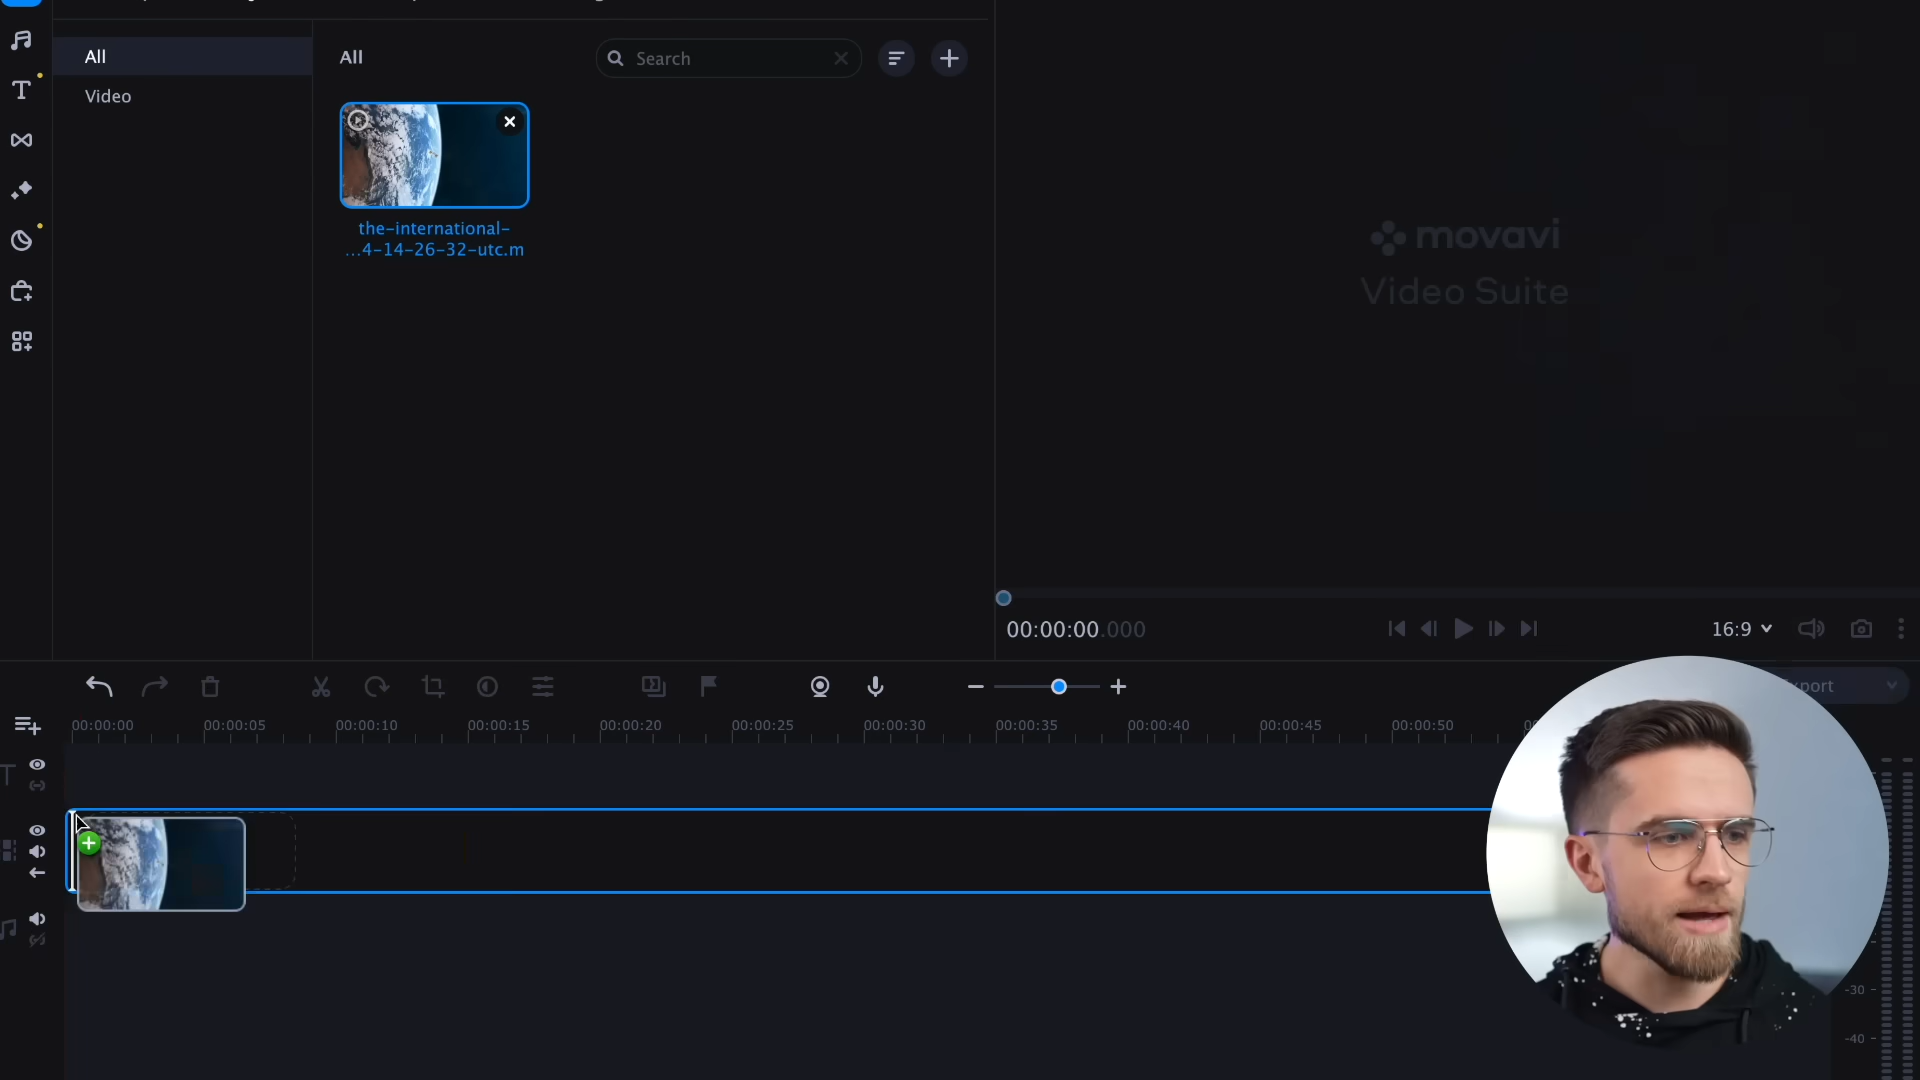 All
Video
All
Search
the-international-
...4-14-26-32-utc.m
movavi
Video Suite
00:00:00.000
16:9
00:00:00
00:00:05
00:00:10
00:00:15
00:00:20
00:00:25
00:00:30
00:00:35
00:00:40
00:00:45
00:00:50
-30
-40